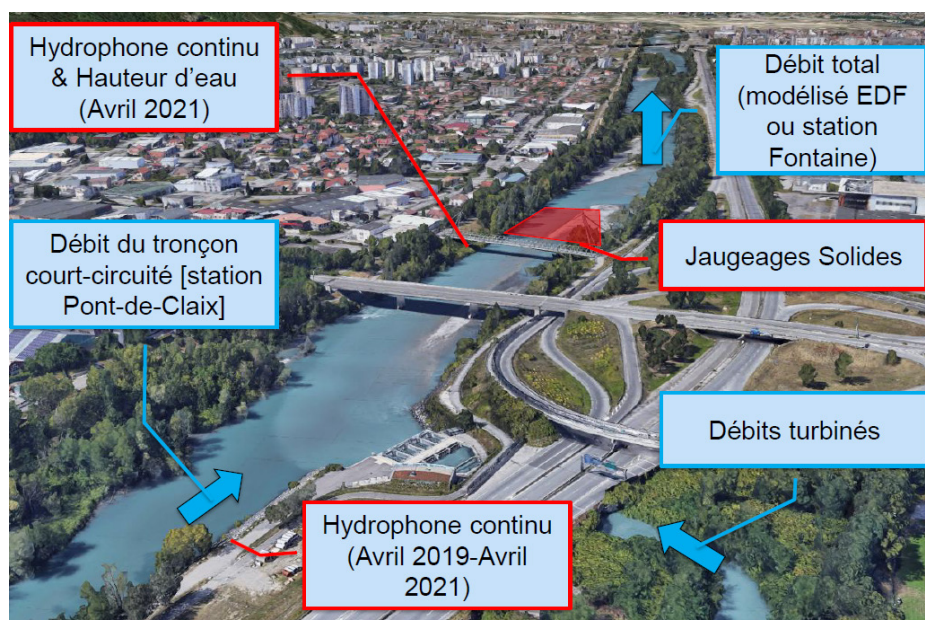 Hydrophone continu
& Hauteur d'eau
(Avril 2021)
Débit total
(modélisé EDF
ou station
Fontaine)
Débit du tronçon
court-circuité [station
Pont-de-Claix]
Jaugeages Solides
Débits turbinés
Hydrophone continu
(Avril 2019-Avril
2021)